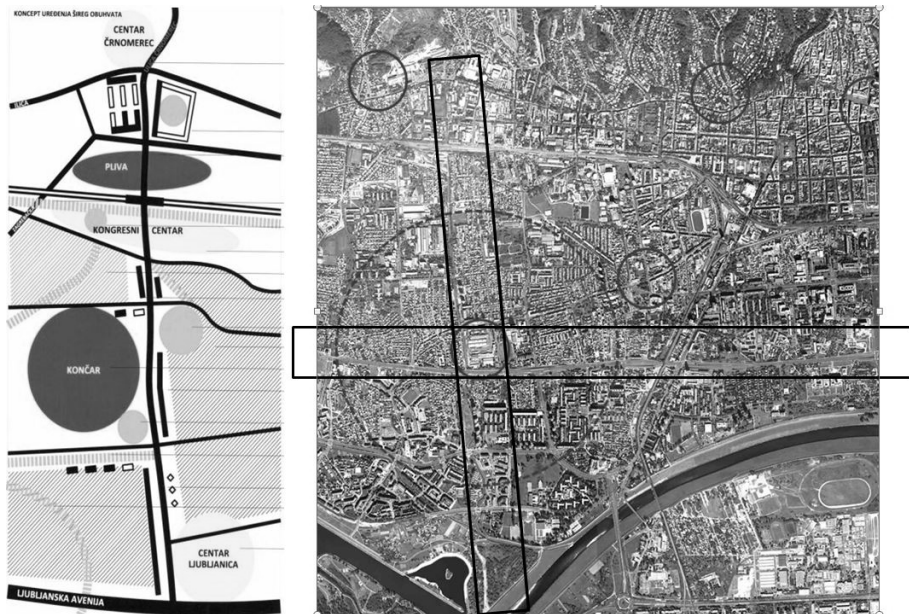 KONCEPT UREĐENJA ŠIREG OBUHVATA
CENTAR
ČRNOMEREC
ILICA
PLIVA
KONGRESNI CENTAR
KONČAR
CENTAR
LJUBLJANICA
LJUBLJANSKA AVENIJA